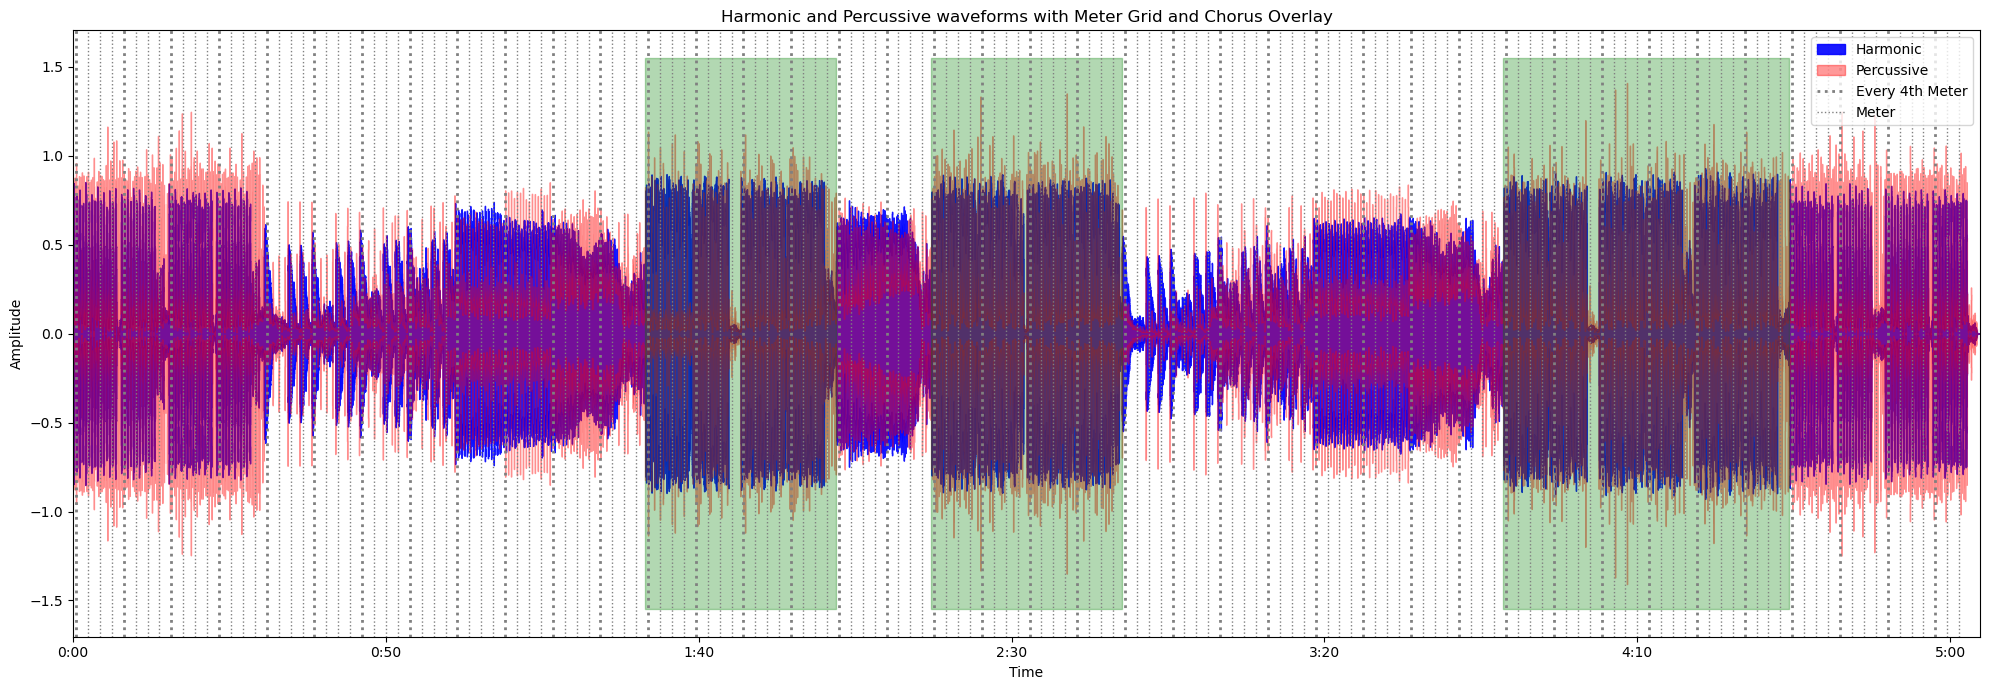 Harmonic and Percussive waveforms with Meter Grid and Chorus Overlay
Harmonic
Percussive
Every 4th Meter
Meter
Amplitude
1.5
1.0
0.5
0.0
−0.5
−1.0
−1.5
0:00 0:50 1:40 2:30 3:20 4:10 5:00
Time